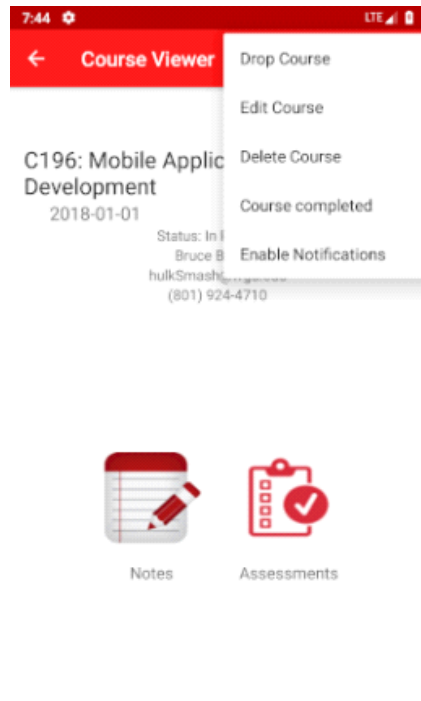 7:44 LTE
Course Viewer
Drop Course
Edit Course
Delete Course
Course completed
Enable Notifications
C196: Mobile Applic
Development
2018-01-01
Status: In
Bruce B
hulkSmash
(801) 924-4710
Notes Assessments